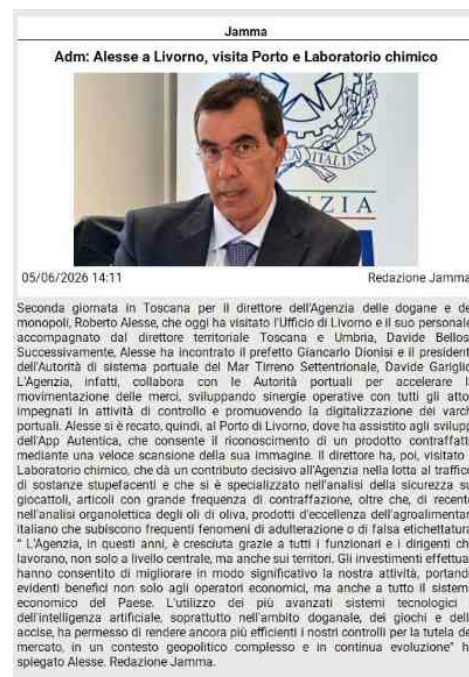 Jamma
Adm: Alesse a Livorno, visita Porto e Laboratorio chimico
CA ITALIANA
NZIA
05/06/2026 14:11
Redazione Jamma
Seconda giornata in Toscana per il direttore dell'Agenzia delle dogane e de
monopoli, Roberto Alesse, che oggi ha visitato l'Ufficio di Livorno e il suo personale
accompagnato dal direttore territoriale Toscana e Umbria, Davide Bellos
Successivamente, Alesse ha incontrato il prefetto Giancarlo Dionisi e il president
dell'Autorità di sistema portuale del Mar Tirreno Settentrionale, Davide Gariglio
L'Agenzia, infatti, collabora con le Autorità portuali per accelerare l
movimentazione delle merci, sviluppando sinergie operative con tutti gli atto
impegnati in attività di controllo e promuovendo la digitalizzazione dei varch
portuali. Alesse si è recato, quindi, al Porto di Livorno, dove ha assistito agli svilupp
dell'App Autentica, che consente il riconoscimento di un prodotto contraffatt
mediante una veloce scansione della sua immagine. Il direttore ha, poi, visitato
Laboratorio chimico, che dà un contributo decisivo all'Agenzia nella lotta al traffic
di sostanze stupefacenti e che si è specializzato nell'analisi della sicurezza su
giocattoli, articoli con grande frequenza di contraffazione, oltre che, di recente
nell'analisi organolettica degli oli di oliva, prodotti d'eccellenza dell'agroalimentar
italiano che subiscono frequenti fenomeni di adulterazione o di falsa etichettatura
" L'Agenzia, in questi anni, è cresciuta grazie a tutti i funzionari e i dirigenti ch
lavorano, non solo a livello centrale, ma anche sui territori. Gli investimenti effettua
hanno consentito di migliorare in modo significativo la nostra attività, portand
evidenti benefici non solo agli operatori economici, ma anche a tutto il sistem
economico del Paese. L'utilizzo dei più avanzati sistemi tecnologici
dell'intelligenza artificiale, soprattutto nell'ambito doganale, dei giochi e dell
accise, ha permesso di rendere ancora più efficienti i nostri controlli per la tutela de
mercato, in un contesto geopolitico complesso e in continua evoluzione" h
spiegato Alesse. Redazione Jamma.